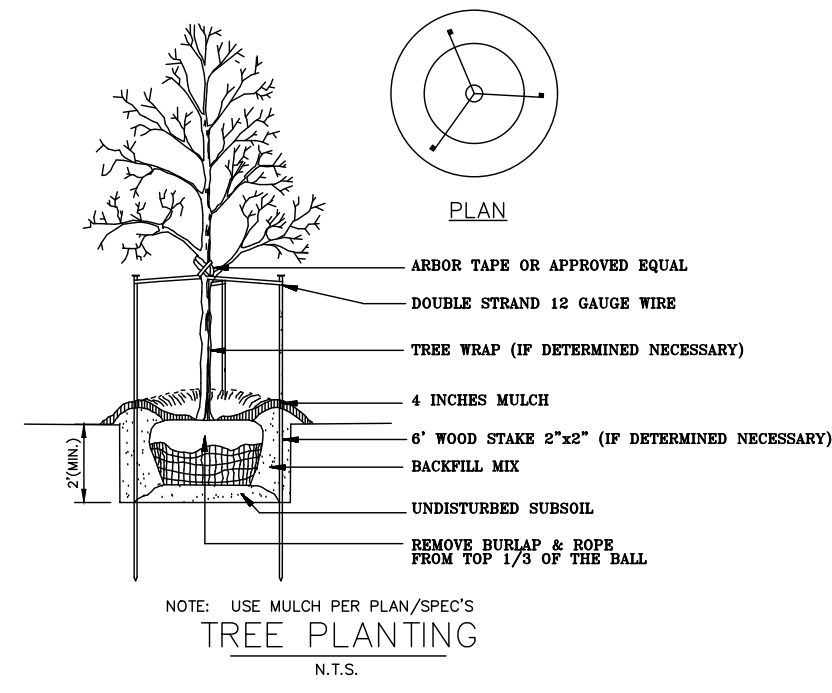 PLAN
ARBOR TAPE OR APPROVED EQUAL
DOUBLE STRAND 12 GAUGE WIRE
TREE WRAP (IF DETERMINED NECESSARY)
4 INCHES MULCH
6' WOOD STAKE 2"x2" (IF DETERMINED NECESSARY)
BACKFILL MIX
2'(MIN.)
UNDISTURBED SUBSOIL
REMOVE BURLAP & ROPE
FROM TOP 1/3 OF THE BALL
NOTE: USE MULCH PER PLAN/SPEC'S
TREE PLANTING
N.T.S.